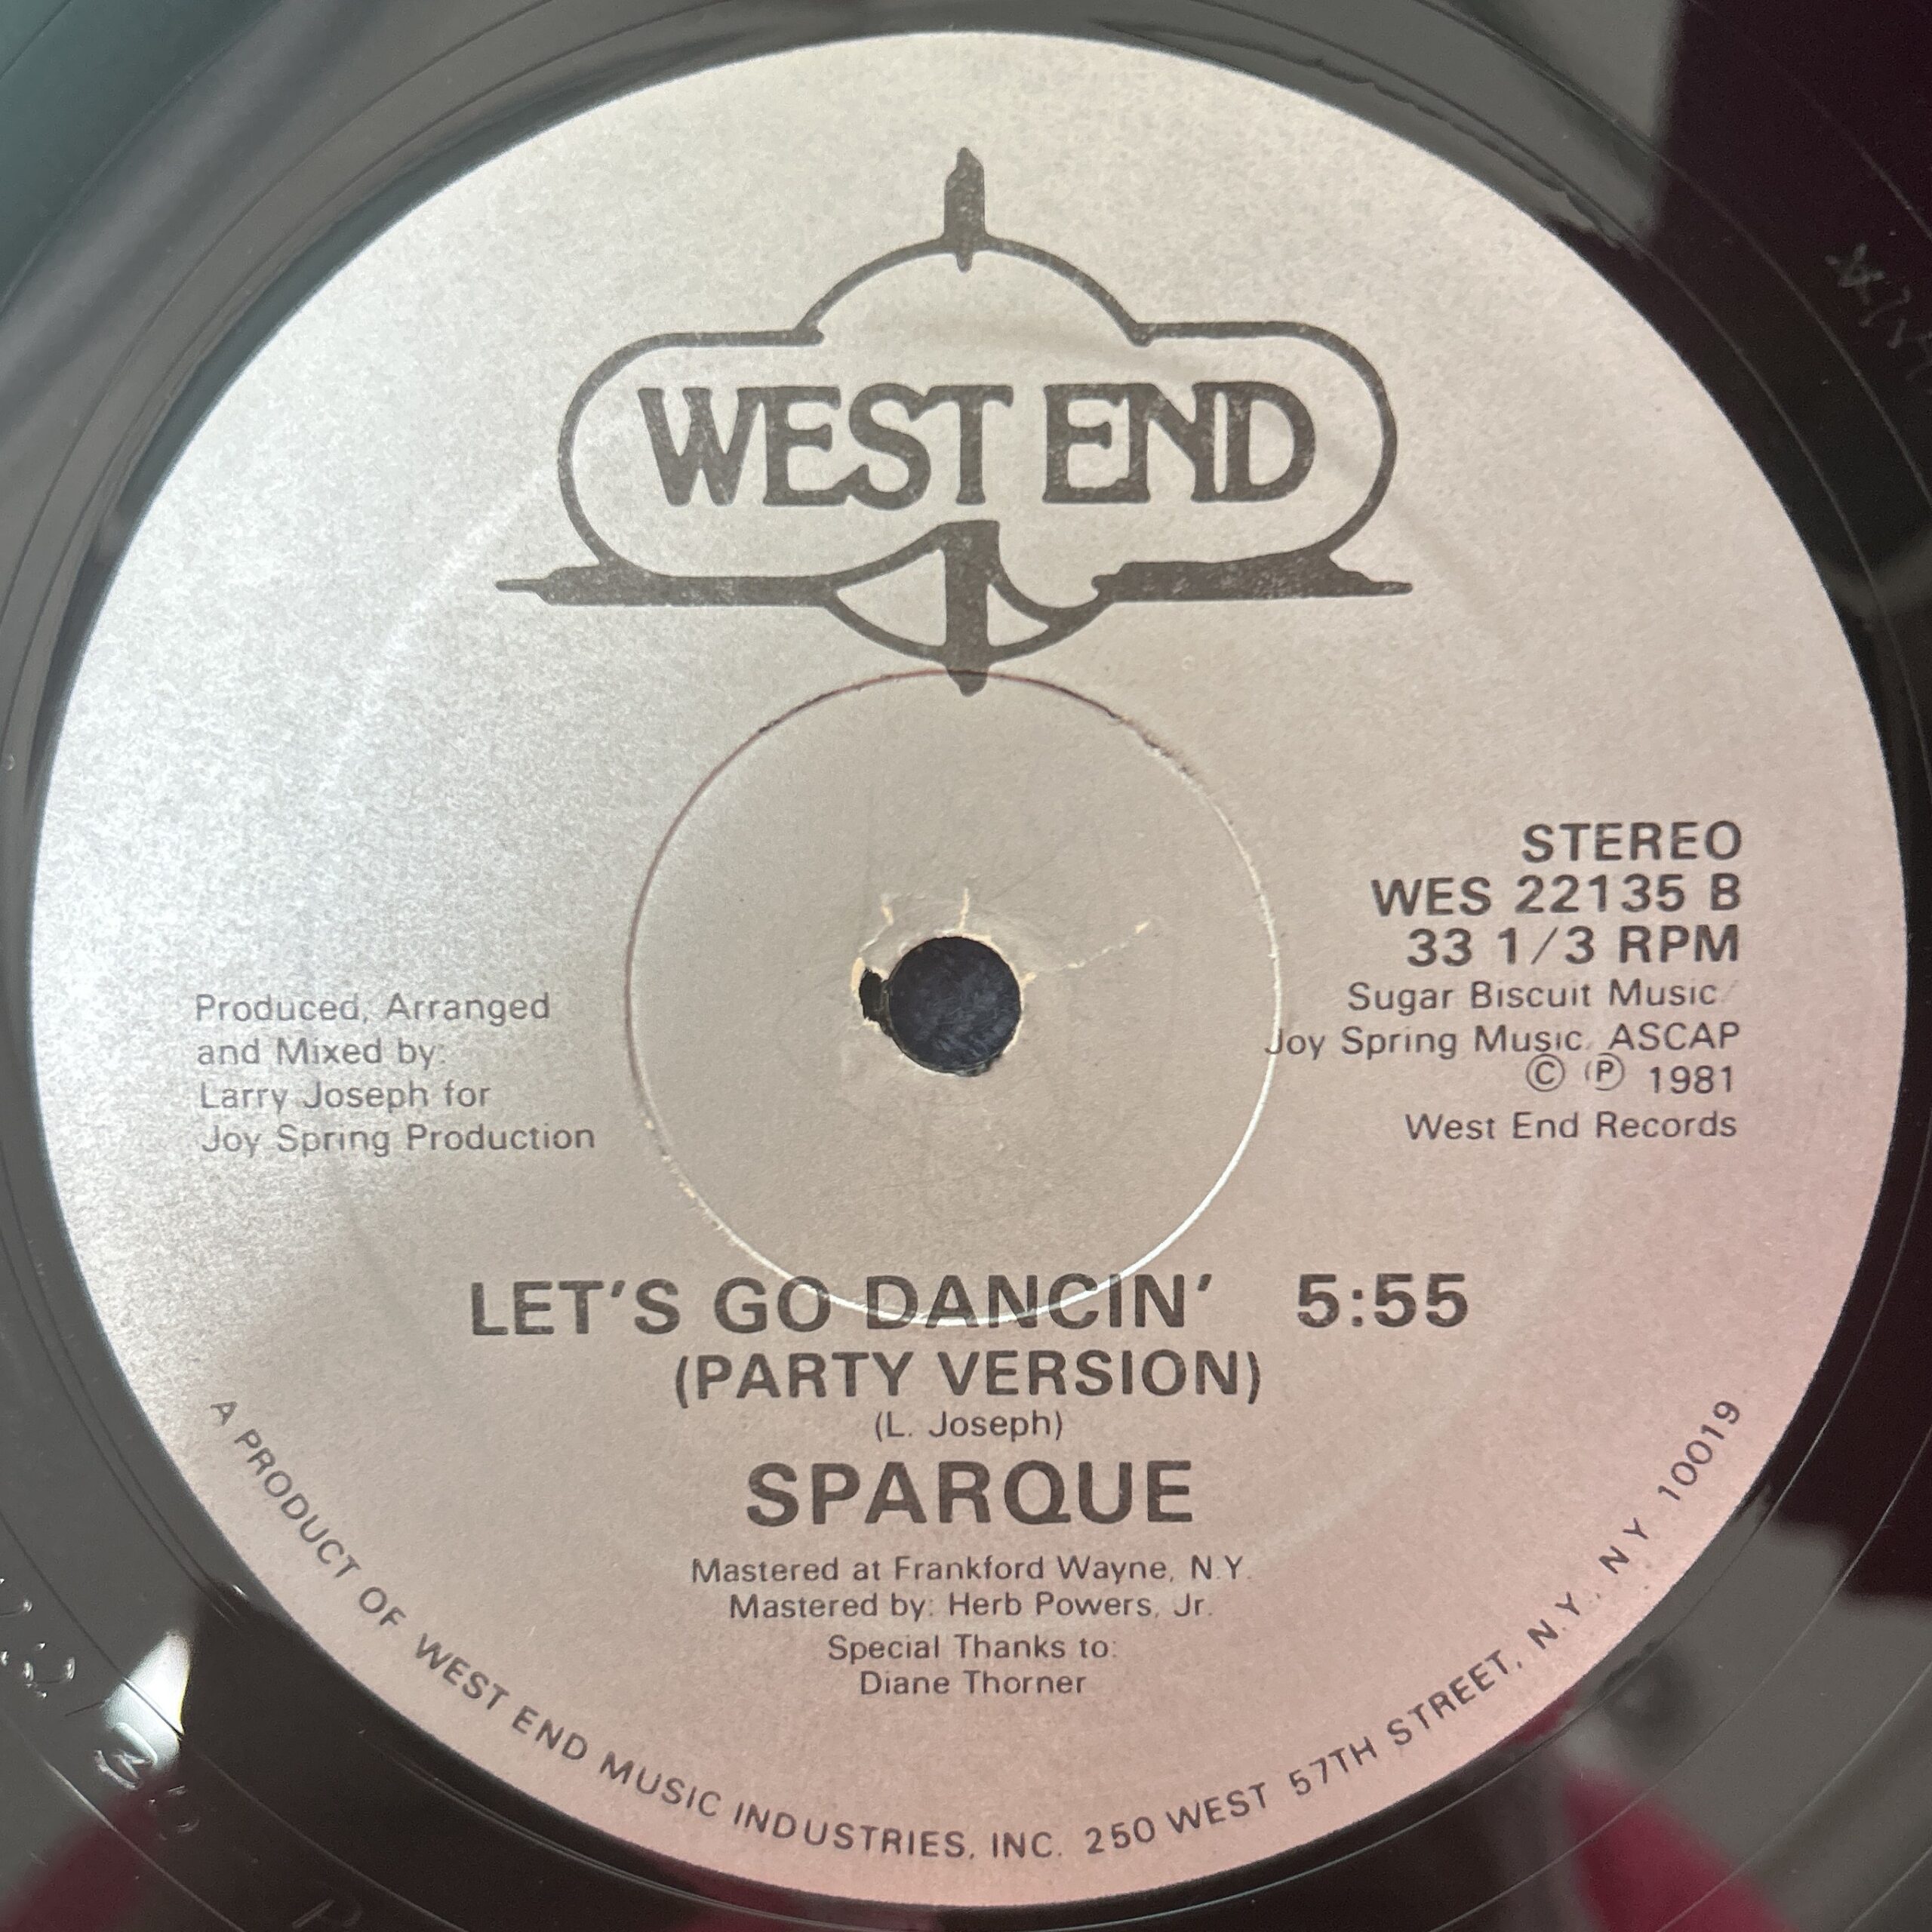 WEST END
STEREO
WES 22135 B
33 1/3 RPM
Sugar Biscuit Music/
Joy Spring Music, ASCAP
© ℗ 1981
West End Records
Produced, Arranged
and Mixed by:
Larry Joseph for
Joy Spring Production
LET'S GO DANCIN' 5:55
(PARTY VERSION)
(L. Joseph)
SPARQUE
Mastered at Frankford Wayne, N.Y.
Mastered by: Herb Powers, Jr.
Special Thanks to:
Diane Thorner
A PRODUCT OF WEST END MUSIC INDUSTRIES, INC. 250 WEST 57TH STREET, N.Y., NY 10019